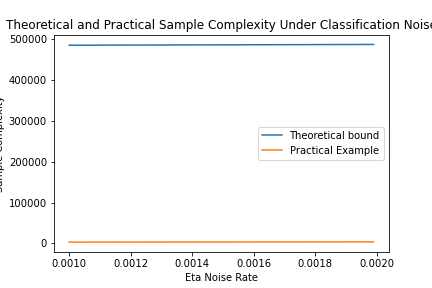 Theoretical and Practical Sample Complexity Under Classification Noise
500000
400000
300000
200000
100000
0
Sample Complexity
Theoretical bound
Practical Example
0.0010 0.0012 0.0014 0.0016 0.0018 0.0020
Eta Noise Rate